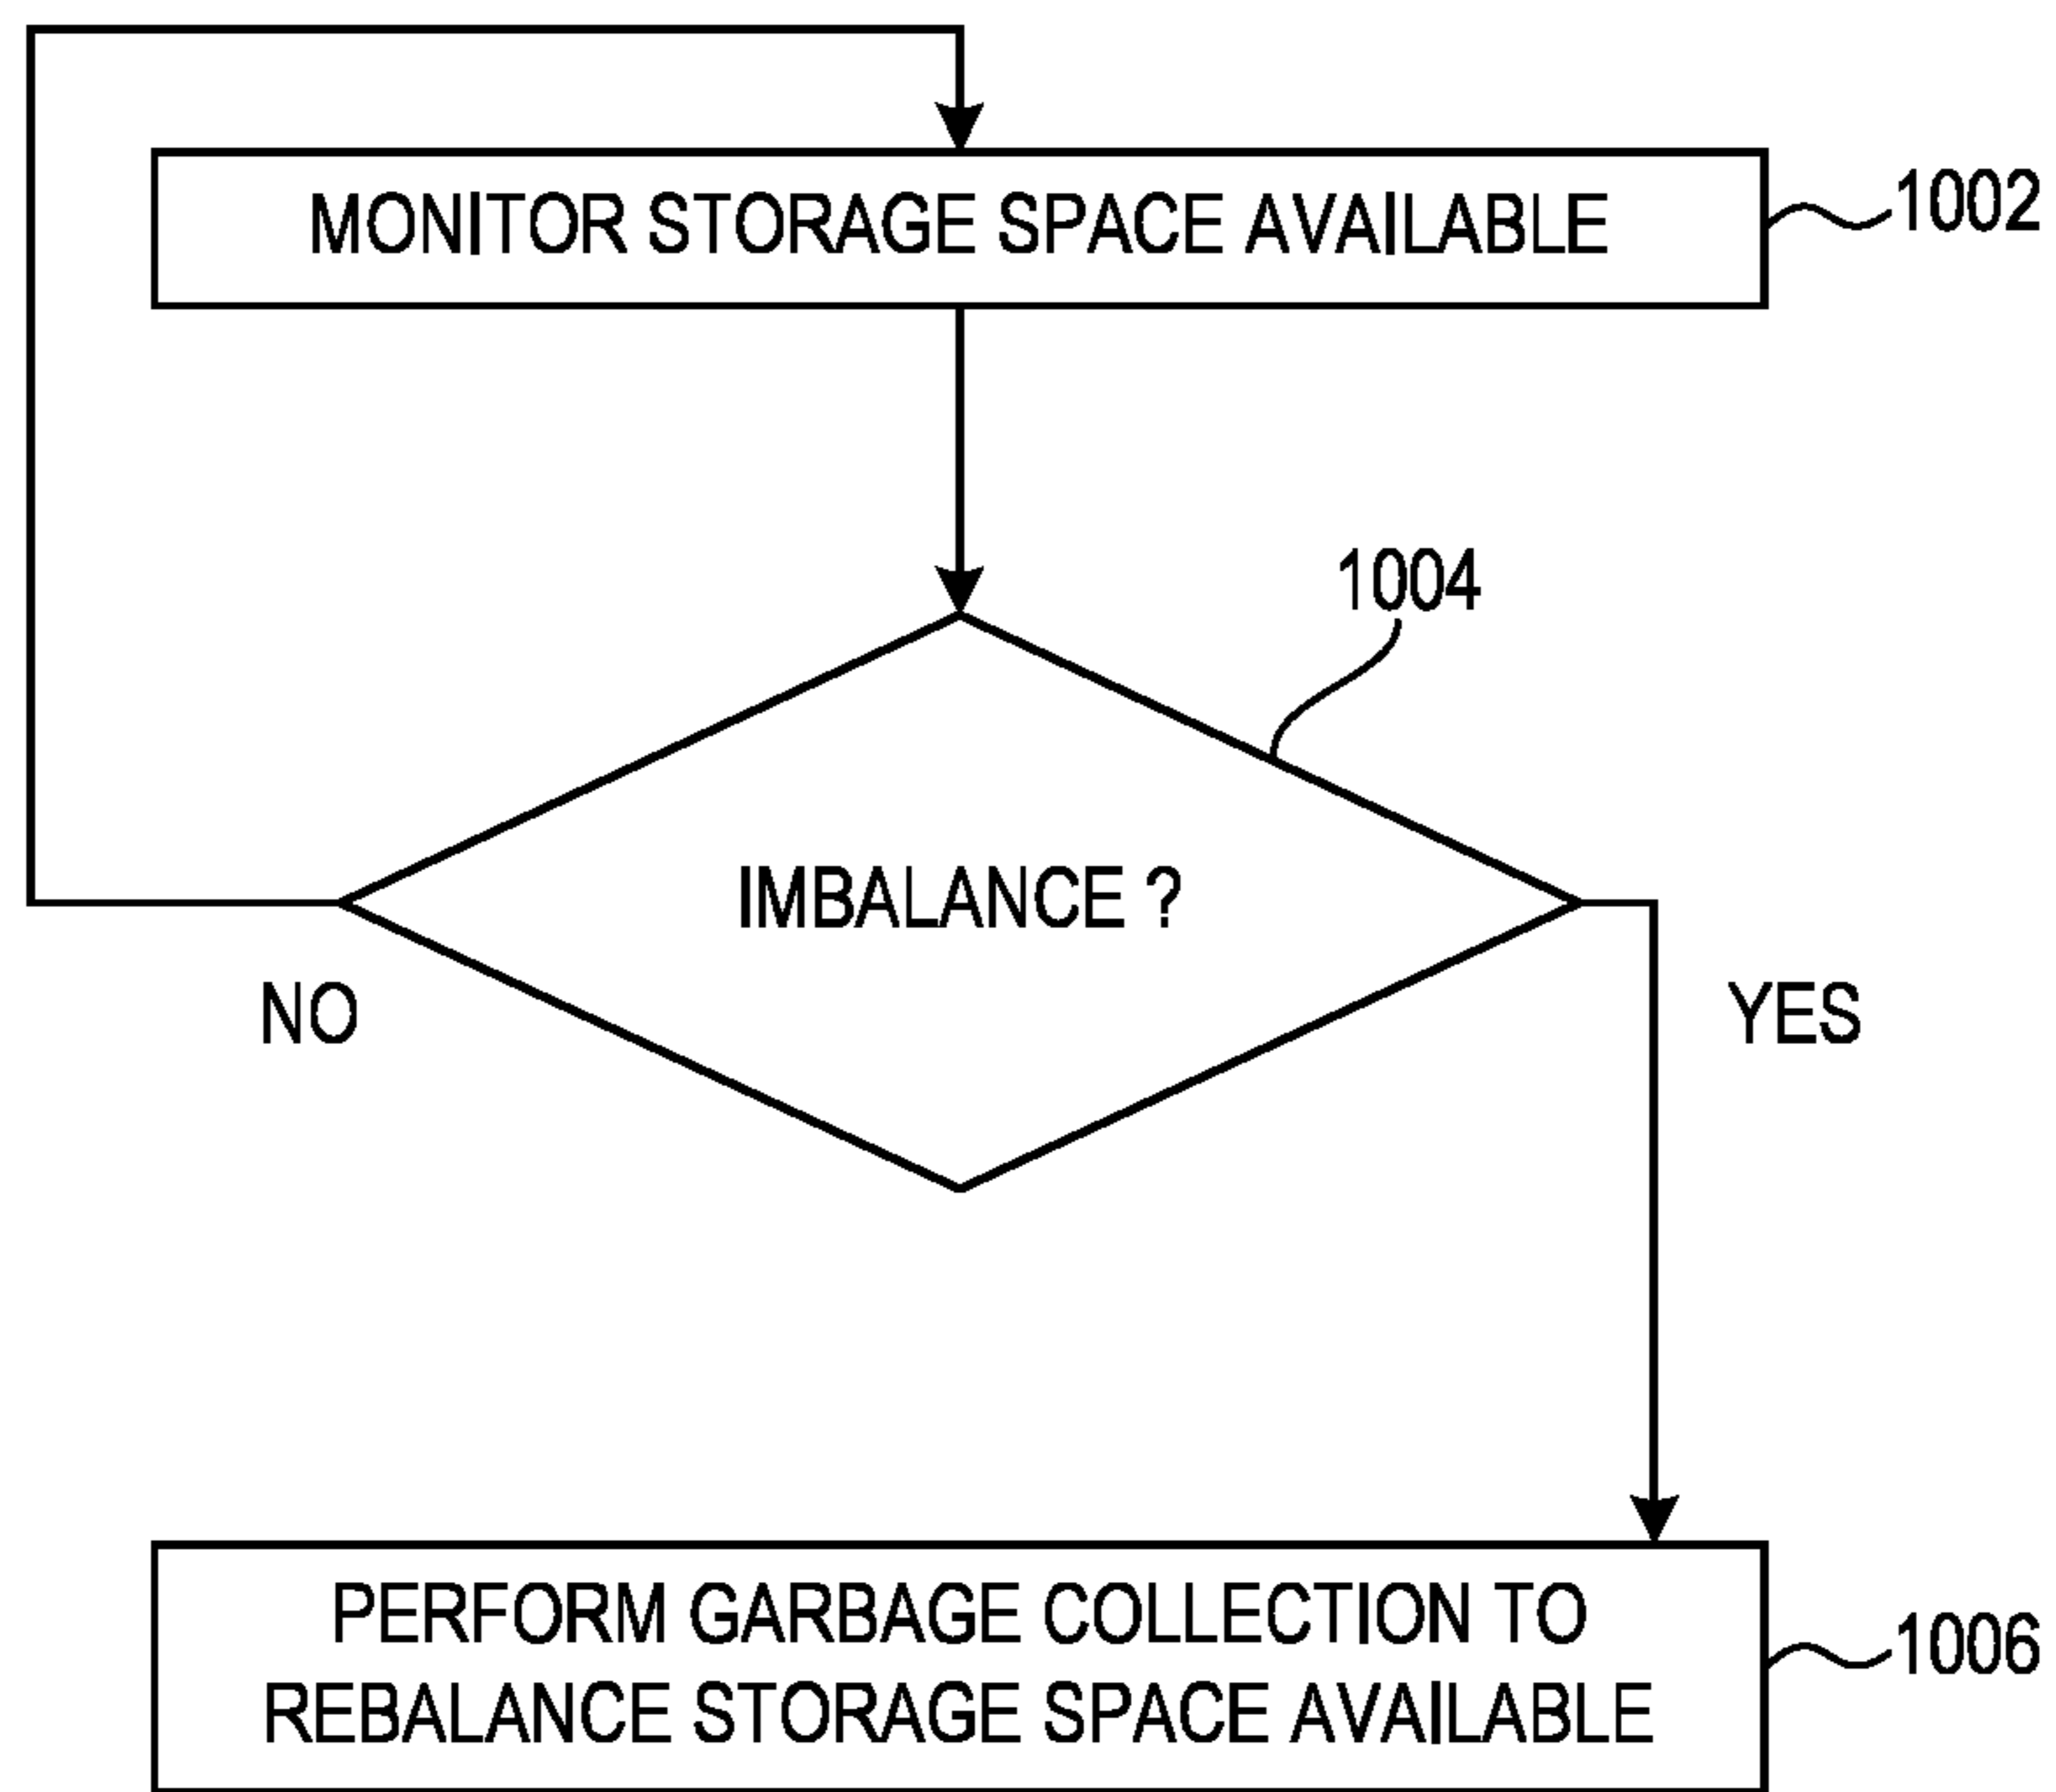 MONITOR STORAGE SPACE AVAILABLE
1002
1004
IMBALANCE ?
NO
YES
PERFORM GARBAGE COLLECTION TO
REBALANCE STORAGE SPACE AVAILABLE
1006